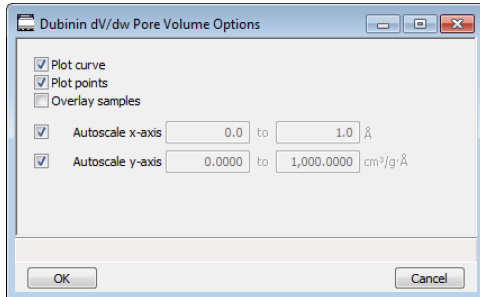 Dubinin dV/dw Pore Volume Options
Plot curve
Plot points
Overlay samples
Autoscale x-axis 0.0 to 1.0 Å
Autoscale y-axis 0.0000 to 1,000.0000 cm³/g·Å
OK Cancel